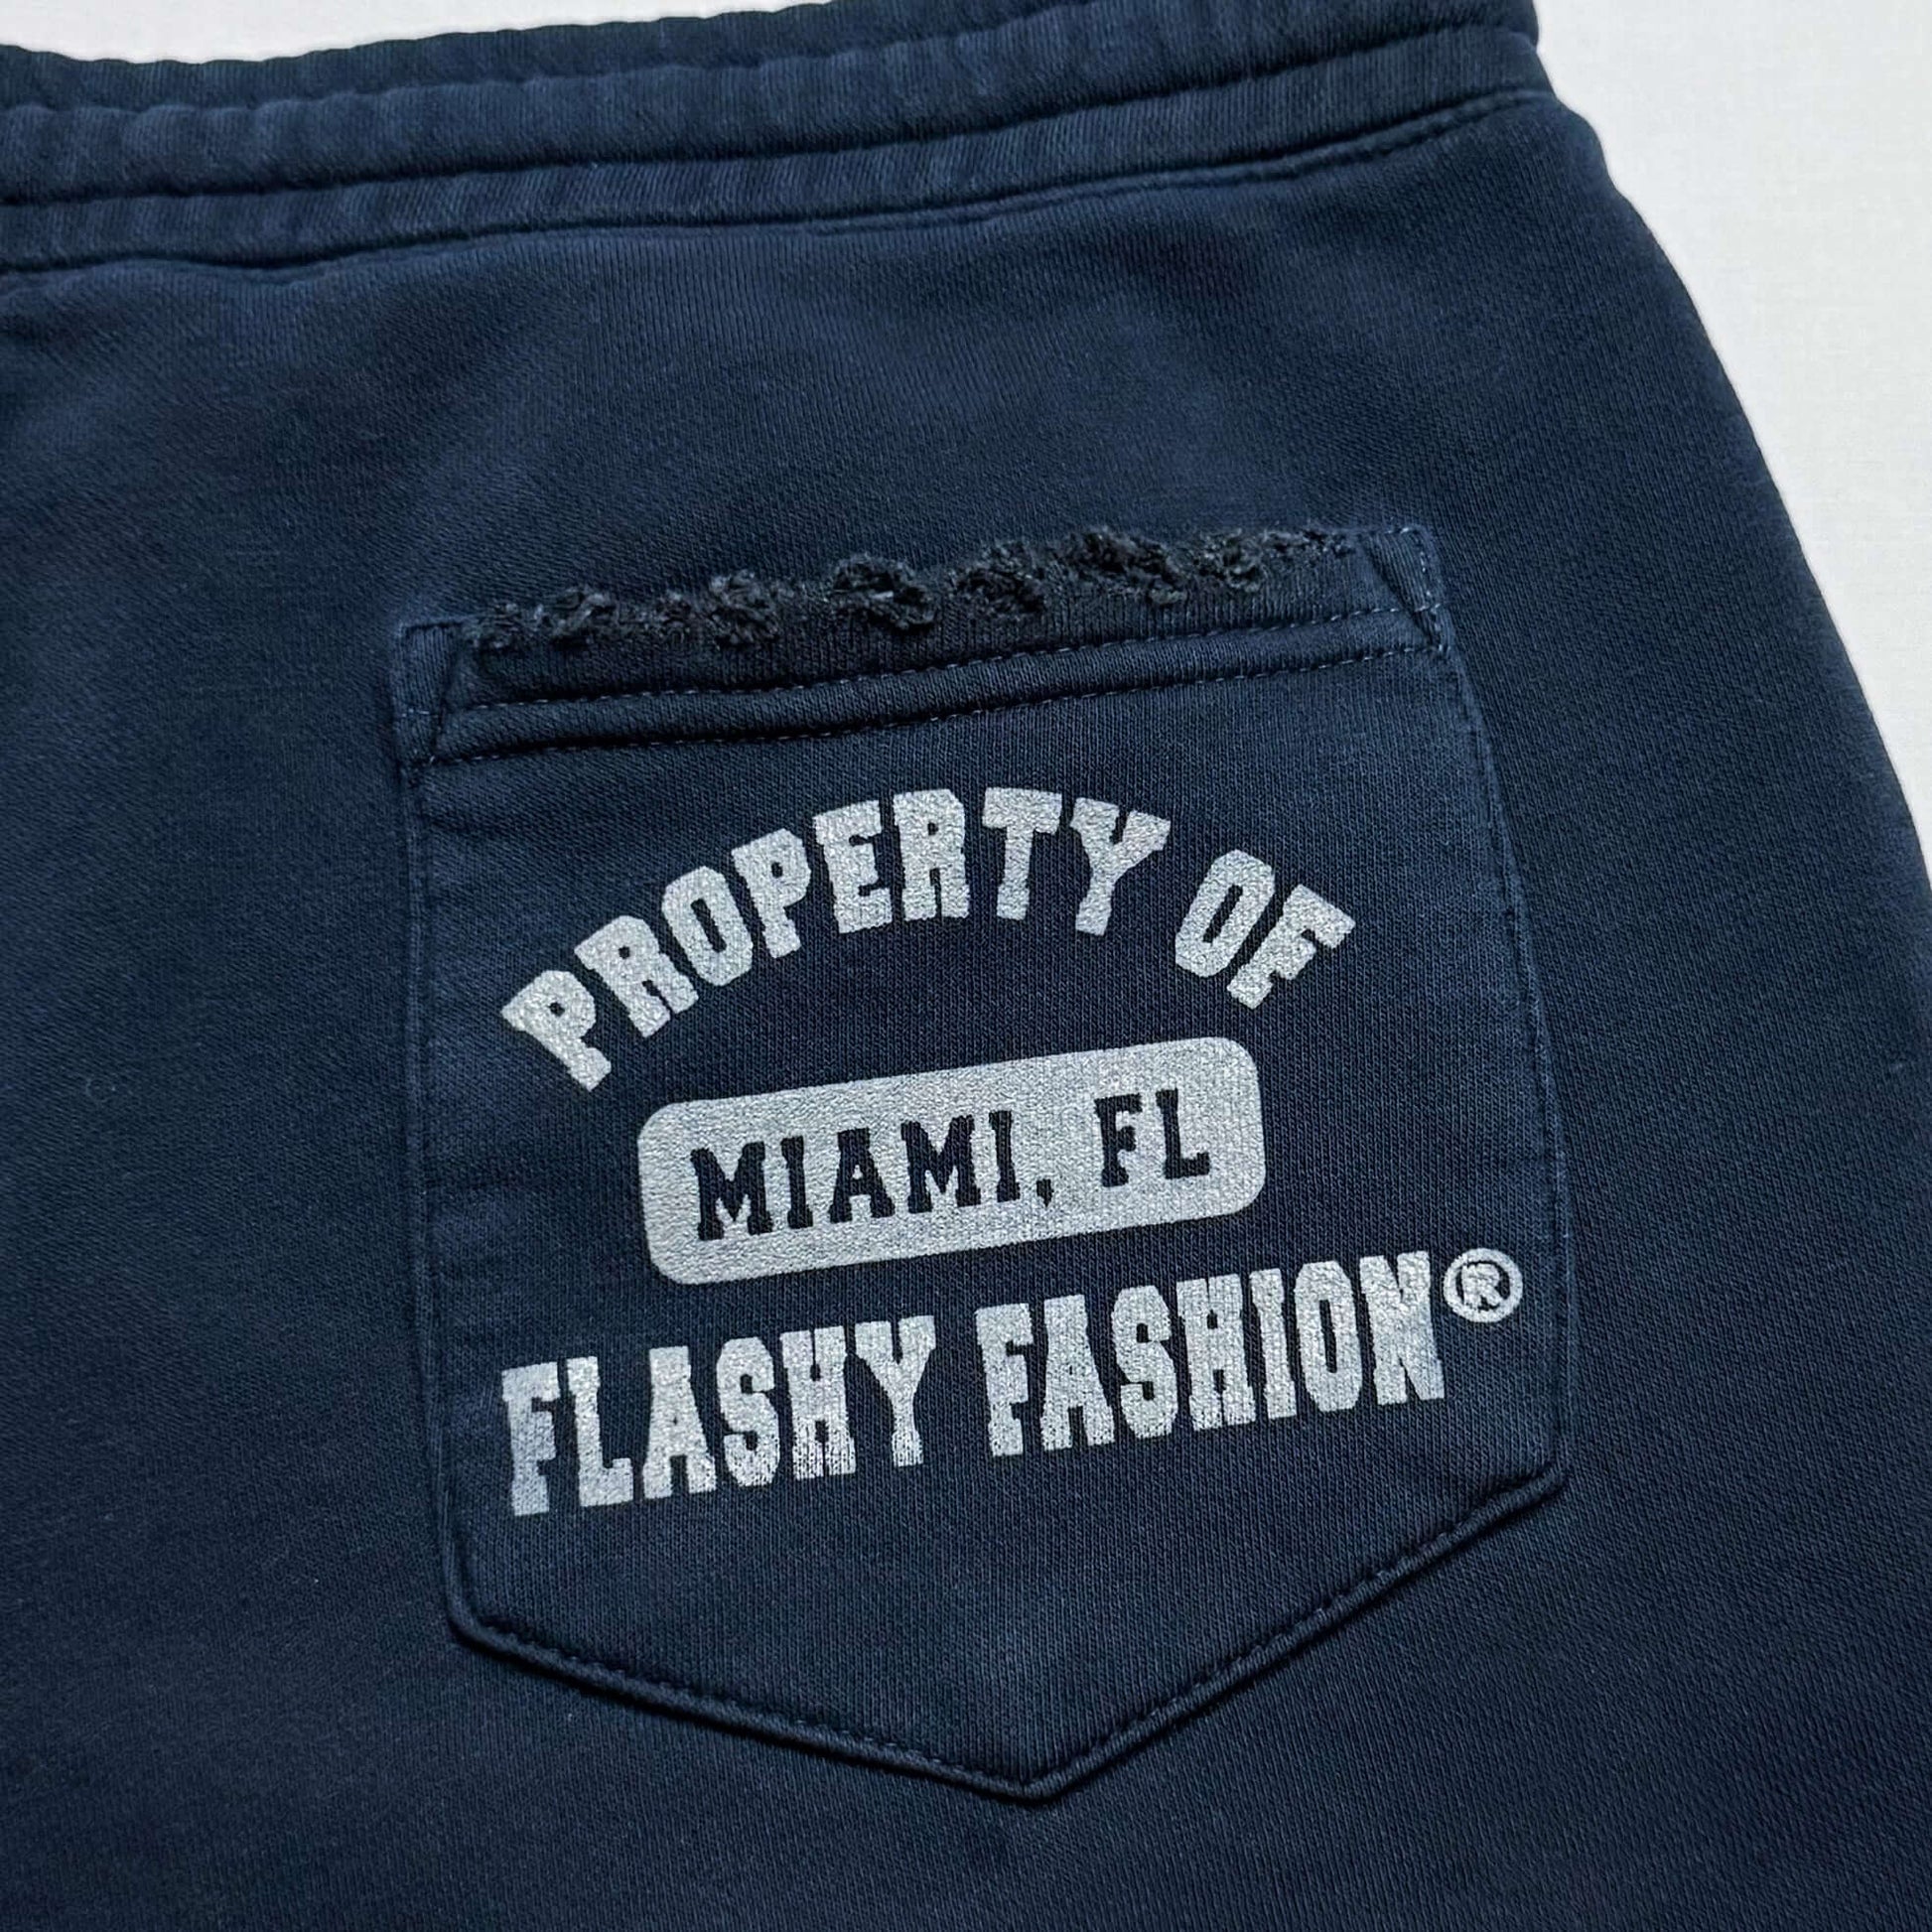 PROPERTY OF
MIAMI, FL
FLASHY FASHION®